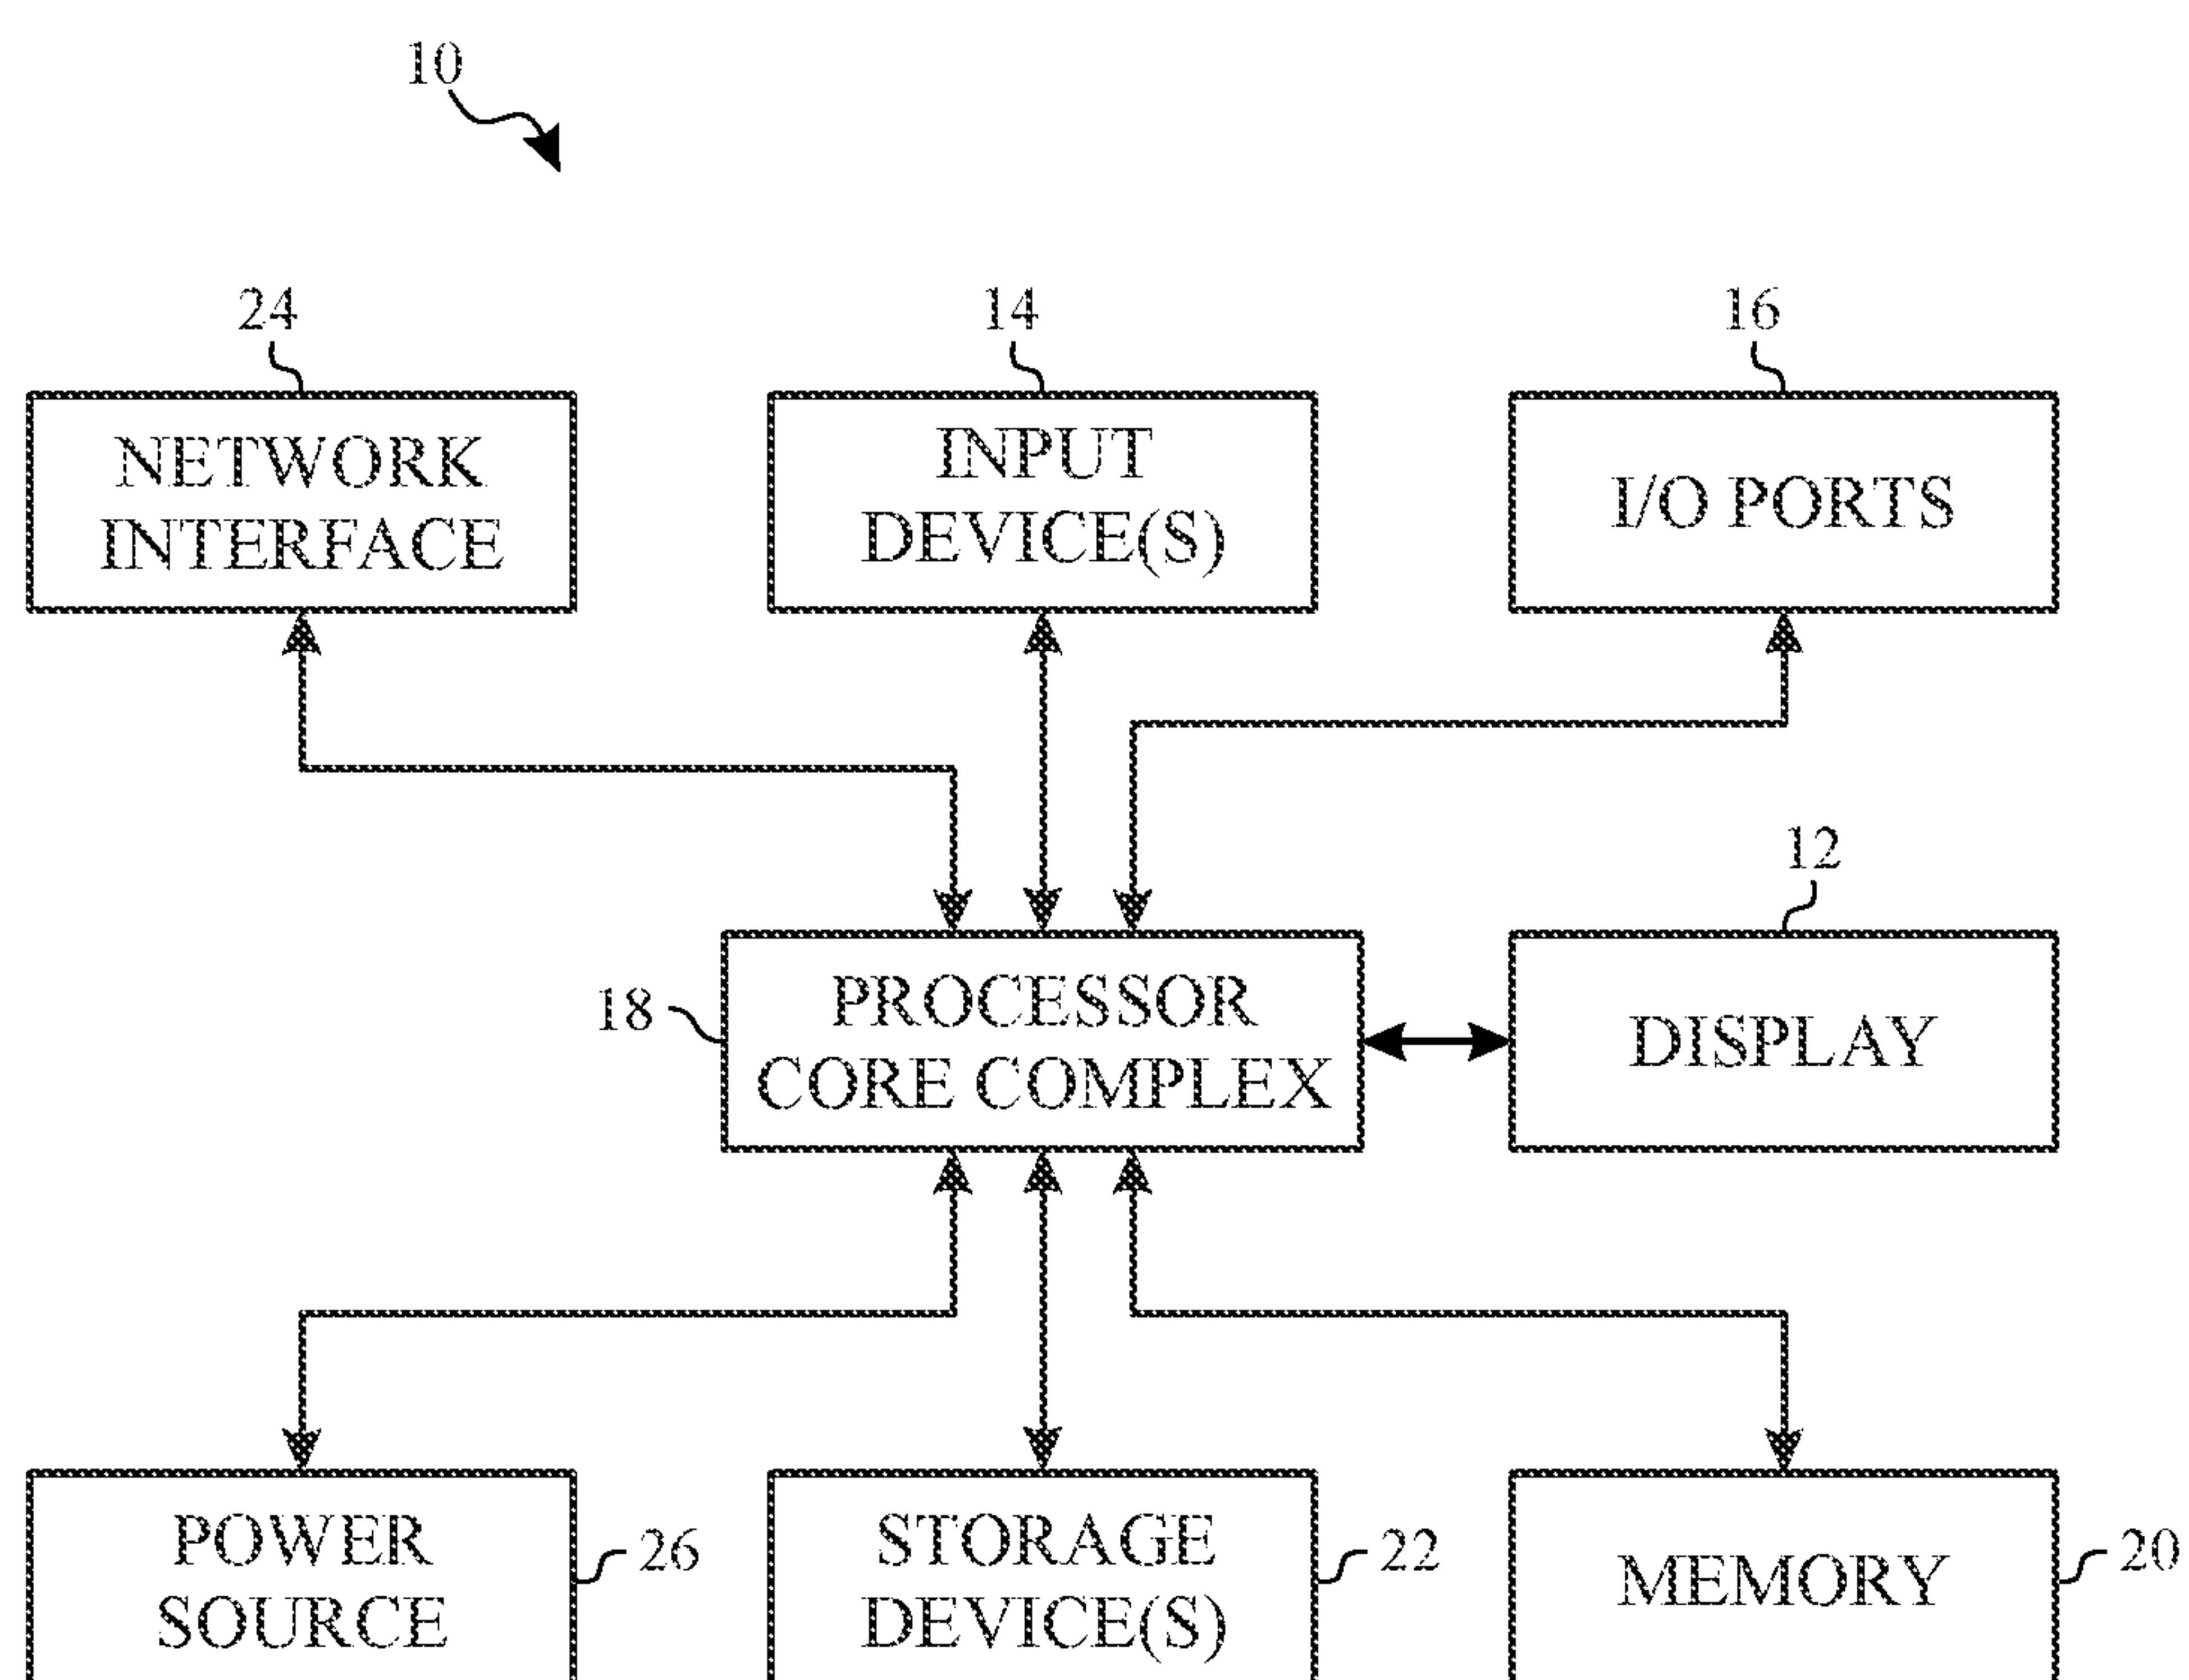 10
24
14
16
NETWORK
INTERFACE
INPUT
DEVICE(S)
I/O PORTS
12
18
PROCESSOR
CORE COMPLEX
DISPLAY
POWER
SOURCE
26
STORAGE
DEVICE(S)
22
MEMORY
20